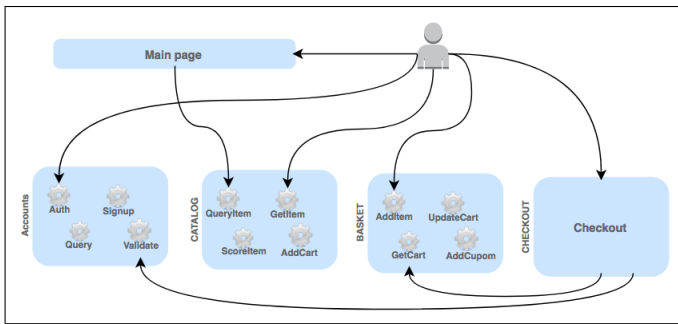 Main page
Accounts
Auth
Signup
Query
Validate
CATALOG
QueryItem
GetItem
ScoreItem
AddCart
BASKET
AddItem
UpdateCart
GetCart
AddCupom
CHECKOUT
Checkout